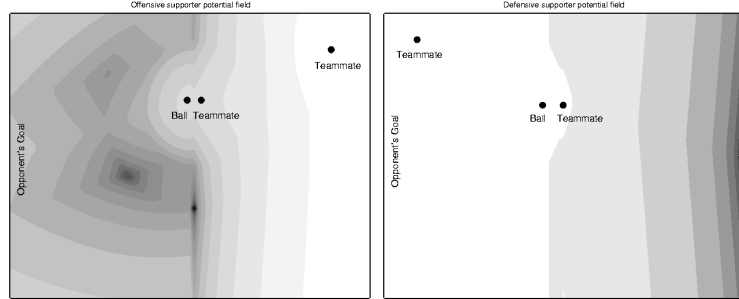 Offensive supporter potential field
Teammate
Ball Teammate
Opponent's Goal
Defensive supporter potential field
Teammate
Ball Teammate
Opponent's Goal